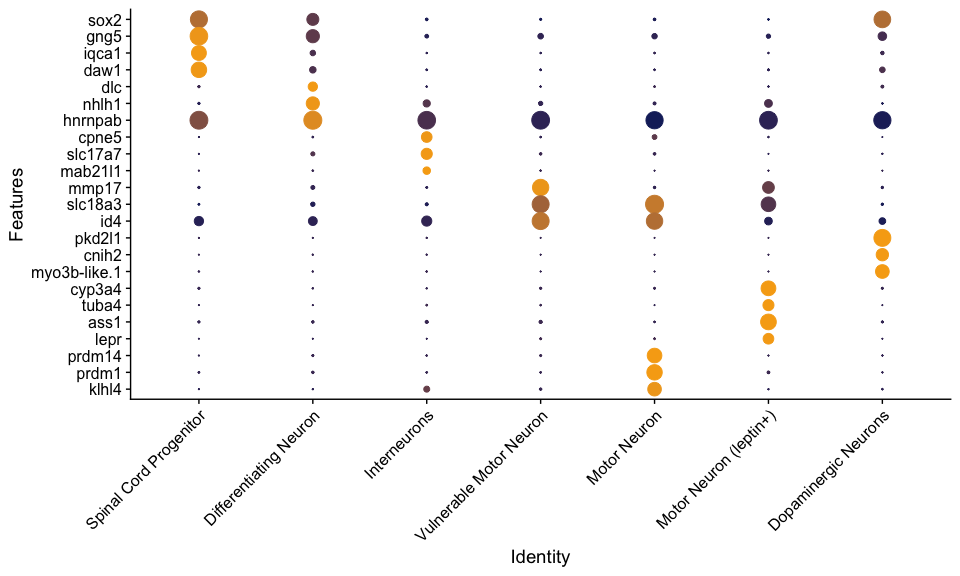 sox2
gng5
iqca1
daw1
dlc
nhlh1
hnrnpab
cpne5
slc17a7
mab21l1
mmp17
slc18a3
id4
pkd2l1
cnih2
myo3b-like.1
cyp3a4
tuba4
ass1
lepr
prdm14
prdm1
klhl4
Features
Spinal Cord Progenitor
Differentiating Neuron
Interneurons
Vulnerable Motor Neuron
Motor Neuron
Motor Neuron (leptin+)
Dopaminergic Neurons
Identity